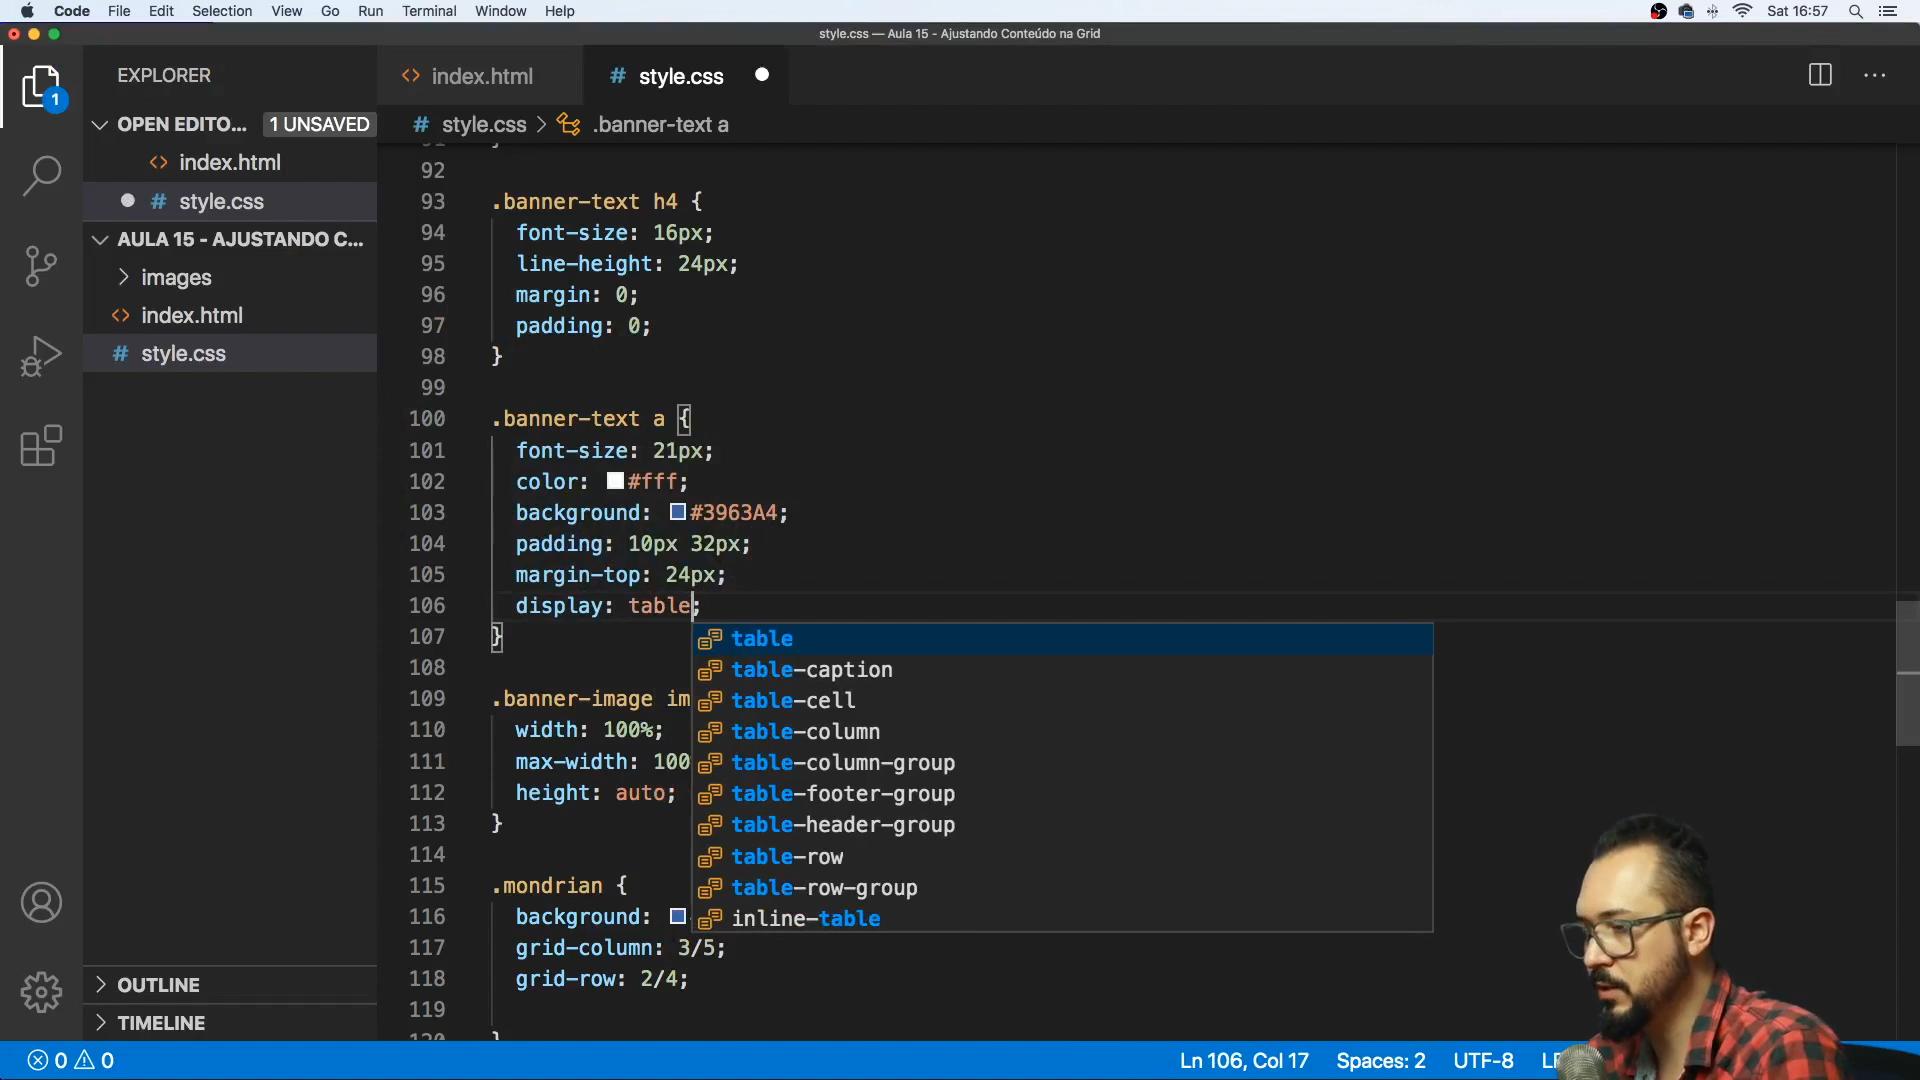 Code File Edit Selection View Go Run Terminal Window Help Sat 16:57
style.css — Aula 15 - Ajustando Conteúdo na Grid
EXPLORER
index.html
# style.css
OPEN EDITO... 1 UNSAVED
# style.css > .banner-text a
<> index.html
# style.css
AULA 15 - AJUSTANDO C...
> images
<> index.html
# style.css
1
92
93 .banner-text h4 {
94 font-size: 16px;
95 line-height: 24px;
96 margin: 0;
97 padding: 0;
98 }
99
100 .banner-text a {
101 font-size: 21px;
102 color: #fff;
103 background: #3963A4;
104 padding: 10px 32px;
105 margin-top: 24px;
106 display: table;
107 }
108
109 .banner-image im
110 width: 100%;
111 max-width: 100
112 height: auto;
113 }
114
115 .mondrian {
116 background:
117 grid-column: 3/5;
118 grid-row: 2/4;
119
table
table-caption
table-cell
table-column
table-column-group
table-footer-group
table-header-group
table-row
table-row-group
inline-table
> OUTLINE
> TIMELINE
0 0
Ln 106, Col 17 Spaces: 2 UTF-8